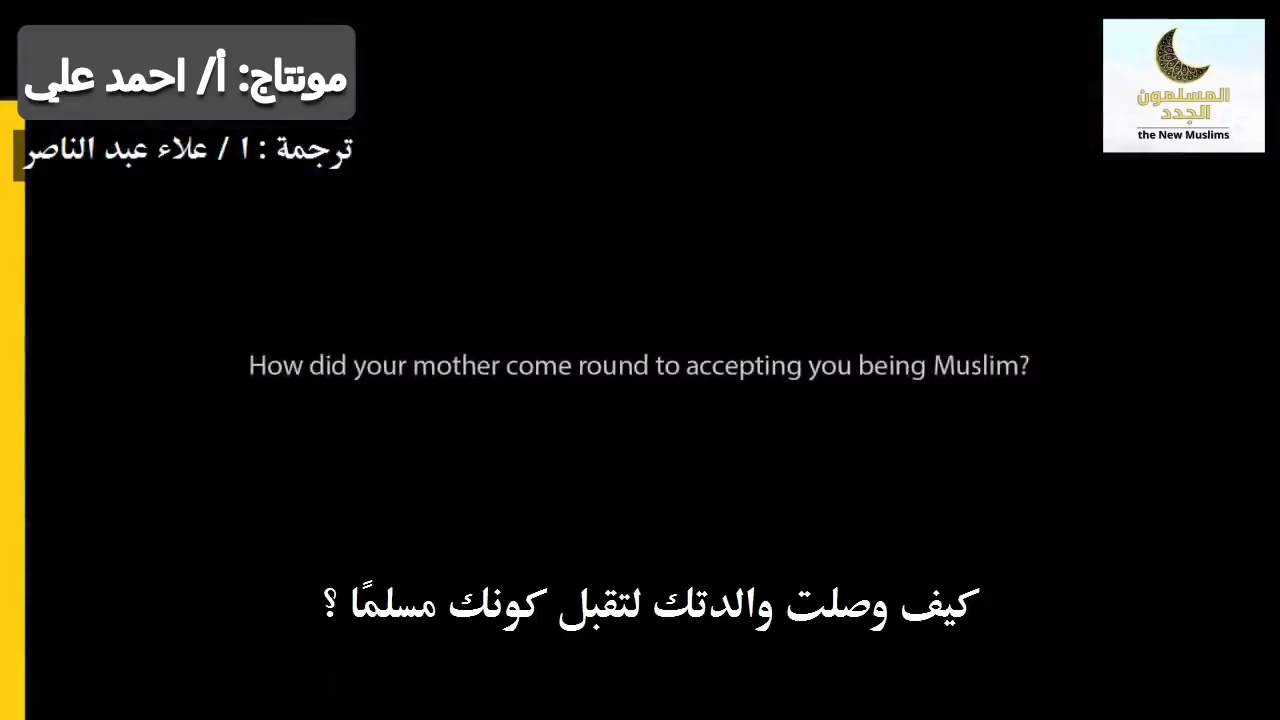 مونتاج: أ/ احمد علي
ترجمة : ا / علاء عبد الناصر
المسلمون
الجدد
the New Muslims
How did your mother come round to accepting you being Muslim?
كيف وصلت والدتك لتقبل كونك مسلمًا ؟